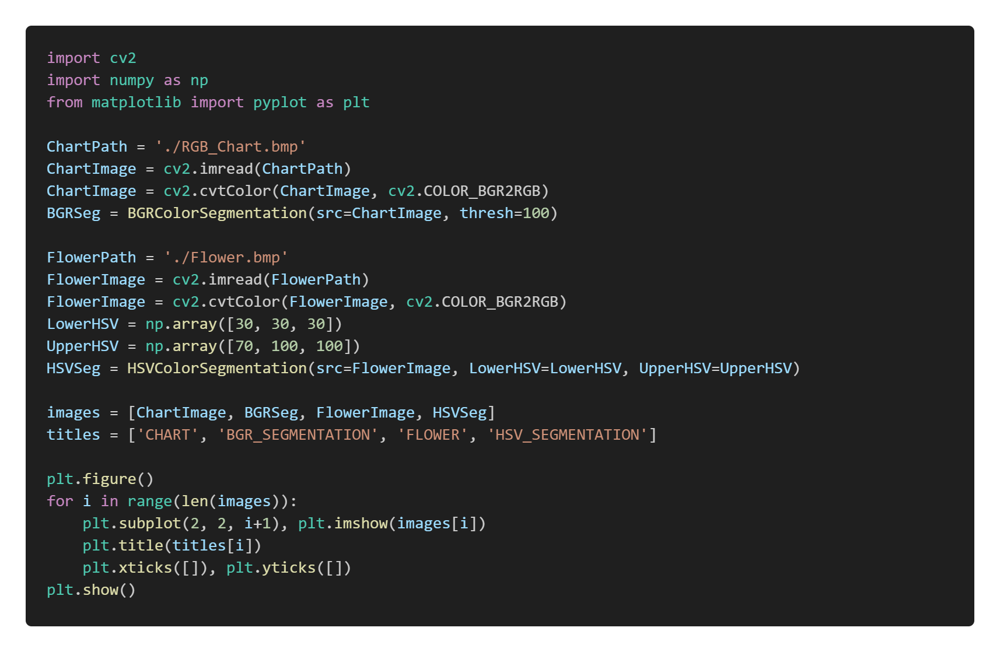 import cv2
import numpy as np
from matplotlib import pyplot as plt

ChartPath = './RGB_Chart.bmp'
ChartImage = cv2.imread(ChartPath)
ChartImage = cv2.cvtColor(ChartImage, cv2.COLOR_BGR2RGB)
BGRSeg = BGRColorSegmentation(src=ChartImage, thresh=100)

FlowerPath = './Flower.bmp'
FlowerImage = cv2.imread(FlowerPath)
FlowerImage = cv2.cvtColor(FlowerImage, cv2.COLOR_BGR2RGB)
LowerHSV = np.array([30, 30, 30])
UpperHSV = np.array([70, 100, 100])
HSVSeg = HSVColorSegmentation(src=FlowerImage, LowerHSV=LowerHSV, UpperHSV=UpperHSV)

images = [ChartImage, BGRSeg, FlowerImage, HSVSeg]
titles = ['CHART', 'BGR_SEGMENTATION', 'FLOWER', 'HSV_SEGMENTATION']

plt.figure()
for i in range(len(images)):
    plt.subplot(2, 2, i+1), plt.imshow(images[i])
    plt.title(titles[i])
    plt.xticks([]), plt.yticks([])
plt.show()